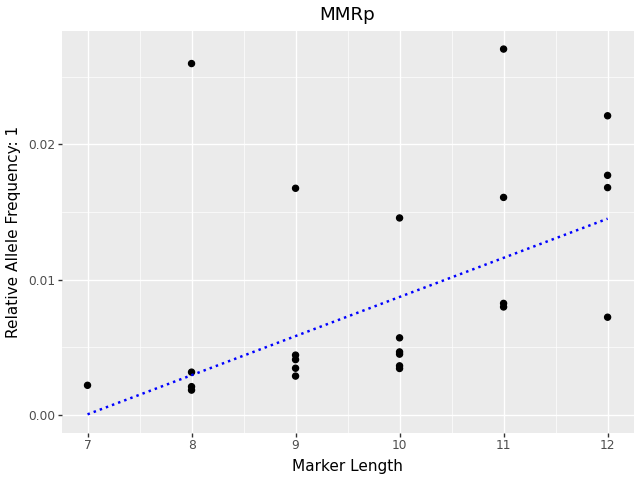 MMRp
Relative Allele Frequency: 1
0.02
0.01
0.00
7 8 9 10 11 12
Marker Length